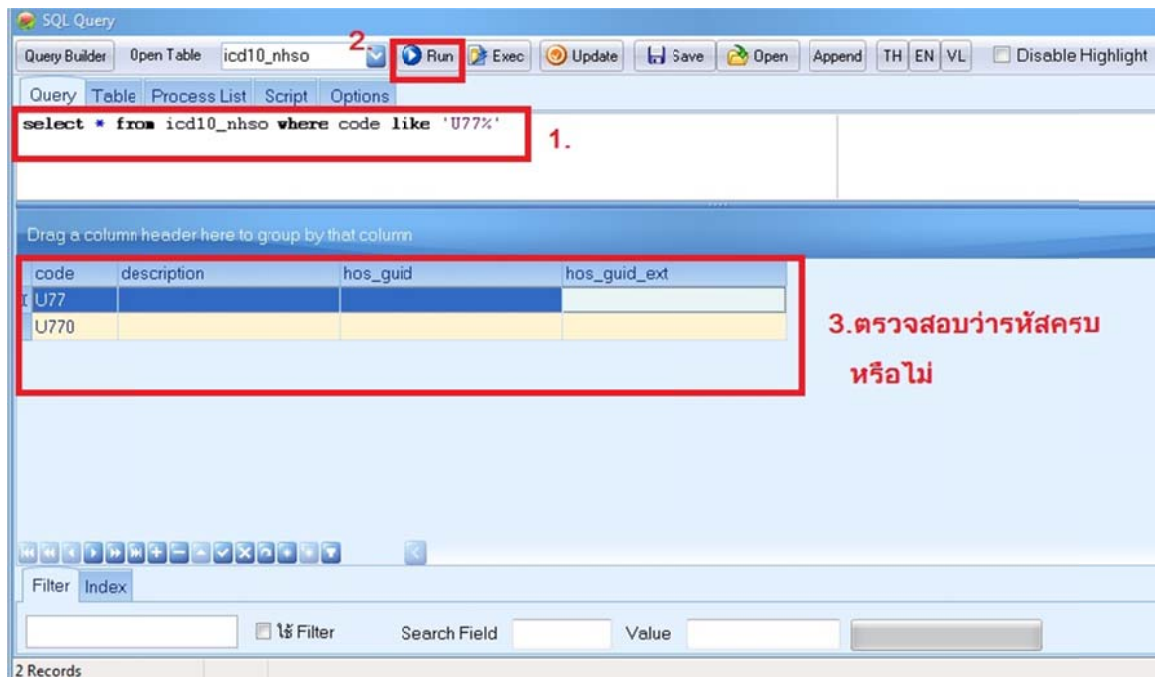 SQL Query
Query Builder Open Table icd10_nhso 2. Run Exec Update Save Open Append TH EN VL Disable Highlight
Query Table Process List Script Options
select * from icd10_nhso where code like 'U77%'
1.
Drag a column header here to group by that column
code description hos_guid hos_guid_ext
U77
U770
3.ตรวจสอบว่ารหัสครบ
หรือไม่
Filter Index
ใช้ Filter Search Field Value
2 Records